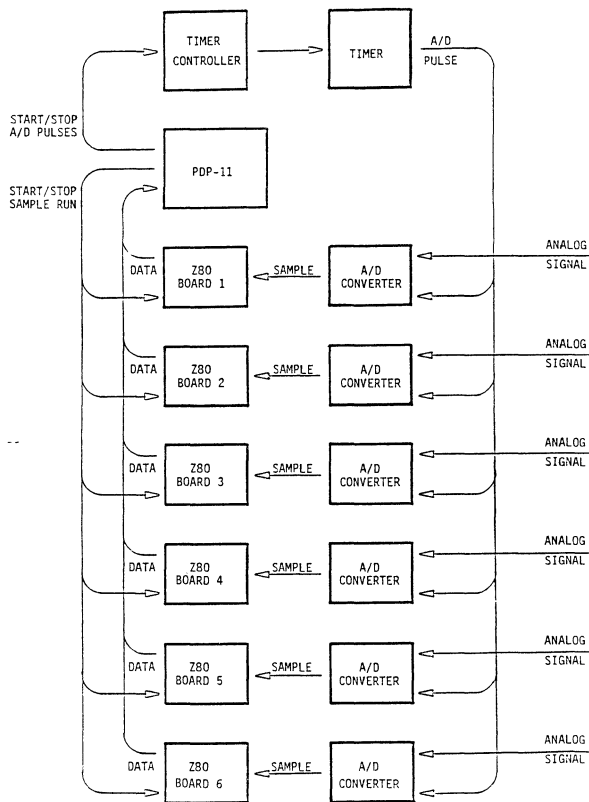 TIMER
CONTROLLER
TIMER
A/D
PULSE
START/STOP
A/D PULSES
PDP-11
START/STOP
SAMPLE RUN
DATA
Z80
BOARD 1
SAMPLE
A/D
CONVERTER
ANALOG
SIGNAL
DATA
Z80
BOARD 2
SAMPLE
A/D
CONVERTER
ANALOG
SIGNAL
DATA
Z80
BOARD 3
SAMPLE
A/D
CONVERTER
ANALOG
SIGNAL
DATA
Z80
BOARD 4
SAMPLE
A/D
CONVERTER
ANALOG
SIGNAL
DATA
Z80
BOARD 5
SAMPLE
A/D
CONVERTER
ANALOG
SIGNAL
DATA
Z80
BOARD 6
SAMPLE
A/D
CONVERTER
ANALOG
SIGNAL